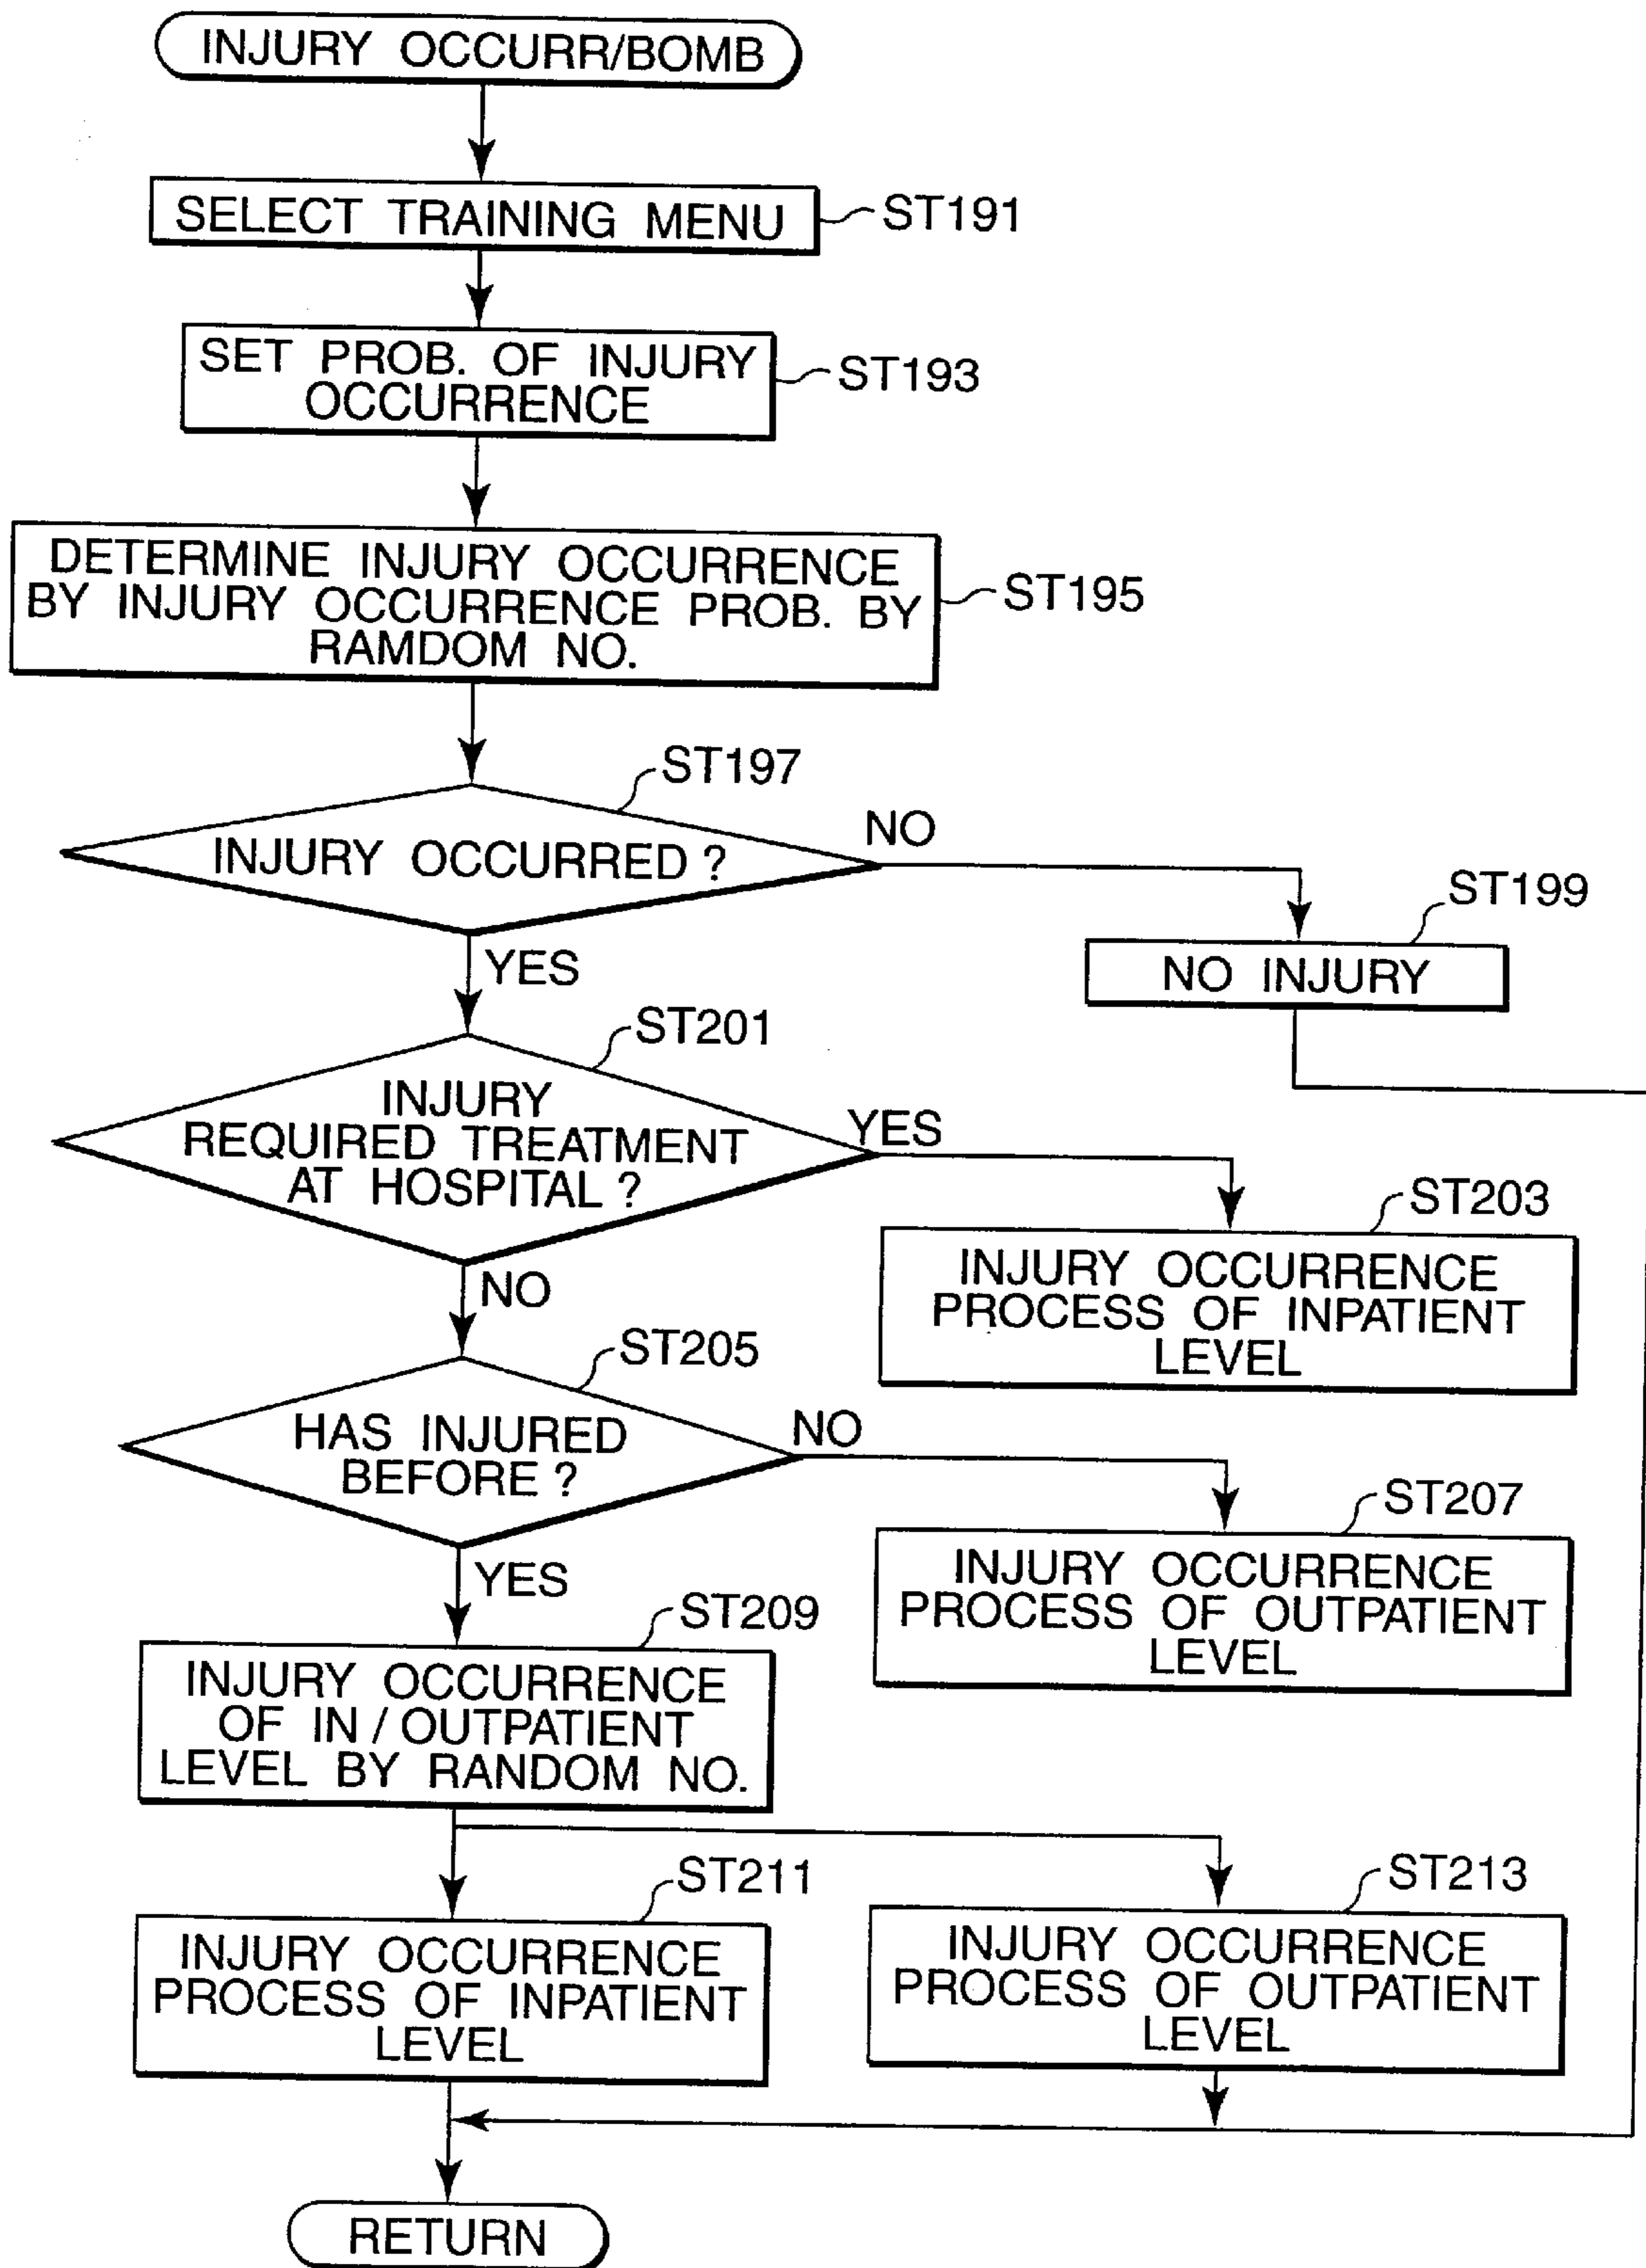 INJURY OCCURR/BOMB
SELECT TRAINING MENU
ST191
SET PROB. OF INJURY
OCCURRENCE
ST193
DETERMINE INJURY OCCURRENCE
BY INJURY OCCURRENCE PROB. BY
RAMDOM NO.
ST195
ST197
INJURY OCCURRED ?
NO
YES
ST199
NO INJURY
ST201
INJURY
REQUIRED TREATMENT
AT HOSPITAL ?
YES
NO
ST203
INJURY OCCURRENCE
PROCESS OF INPATIENT
LEVEL
ST205
HAS INJURED
BEFORE ?
NO
YES
ST207
INJURY OCCURRENCE
PROCESS OF OUTPATIENT
LEVEL
ST209
INJURY OCCURRENCE
OF IN / OUTPATIENT
LEVEL BY RANDOM NO.
ST211
INJURY OCCURRENCE
PROCESS OF INPATIENT
LEVEL
ST213
INJURY OCCURRENCE
PROCESS OF OUTPATIENT
LEVEL
RETURN